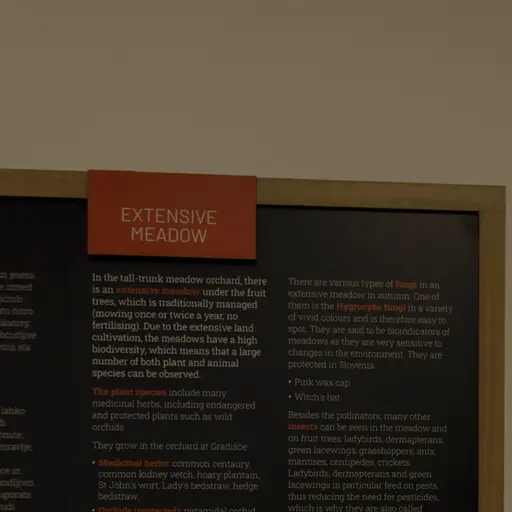 EXTENSIVE
MEADOW
In the tall-trunk meadow orchard, there
is an extensive meadow under the fruit
trees, which is traditionally managed
(mowing once or twice a year, no
fertilising). Due to the extensive land
cultivation, the meadows have a high
biodiversity, which means that a large
number of both plant and animal
species can be observed.
The plant species include many
medicinal herbs, including endangered
and protected plants such as wild
orchids.
They grow in the orchard at Gradišče:
• Medicinal herbs: common centaury,
common kidney vetch, hoary plantain,
St John's wort, Lady's bedstraw, hedge
bedstraw...
• Orchids (protected): pyramidal orchid
There are various types of fungi in an
extensive meadow in autumn. One of
them is the Hygrocybe fungi in a variety
of vivid colours and is therefore easy to
spot. They are said to be bioindicators of
meadows as they are very sensitive to
changes in the environment. They are
protected in Slovenia.
• Pink wax cap
• Witch's hat
Besides the pollinators, many other
insects can be seen in the meadow and
on fruit trees: ladybirds, dermapterans,
green lacewings, grasshoppers, ants,
mantises, centipedes, crickets.
Ladybirds, dermapterans and green
lacewings in particular feed on pests,
thus reducing the need for pesticides,
which is why they are also called